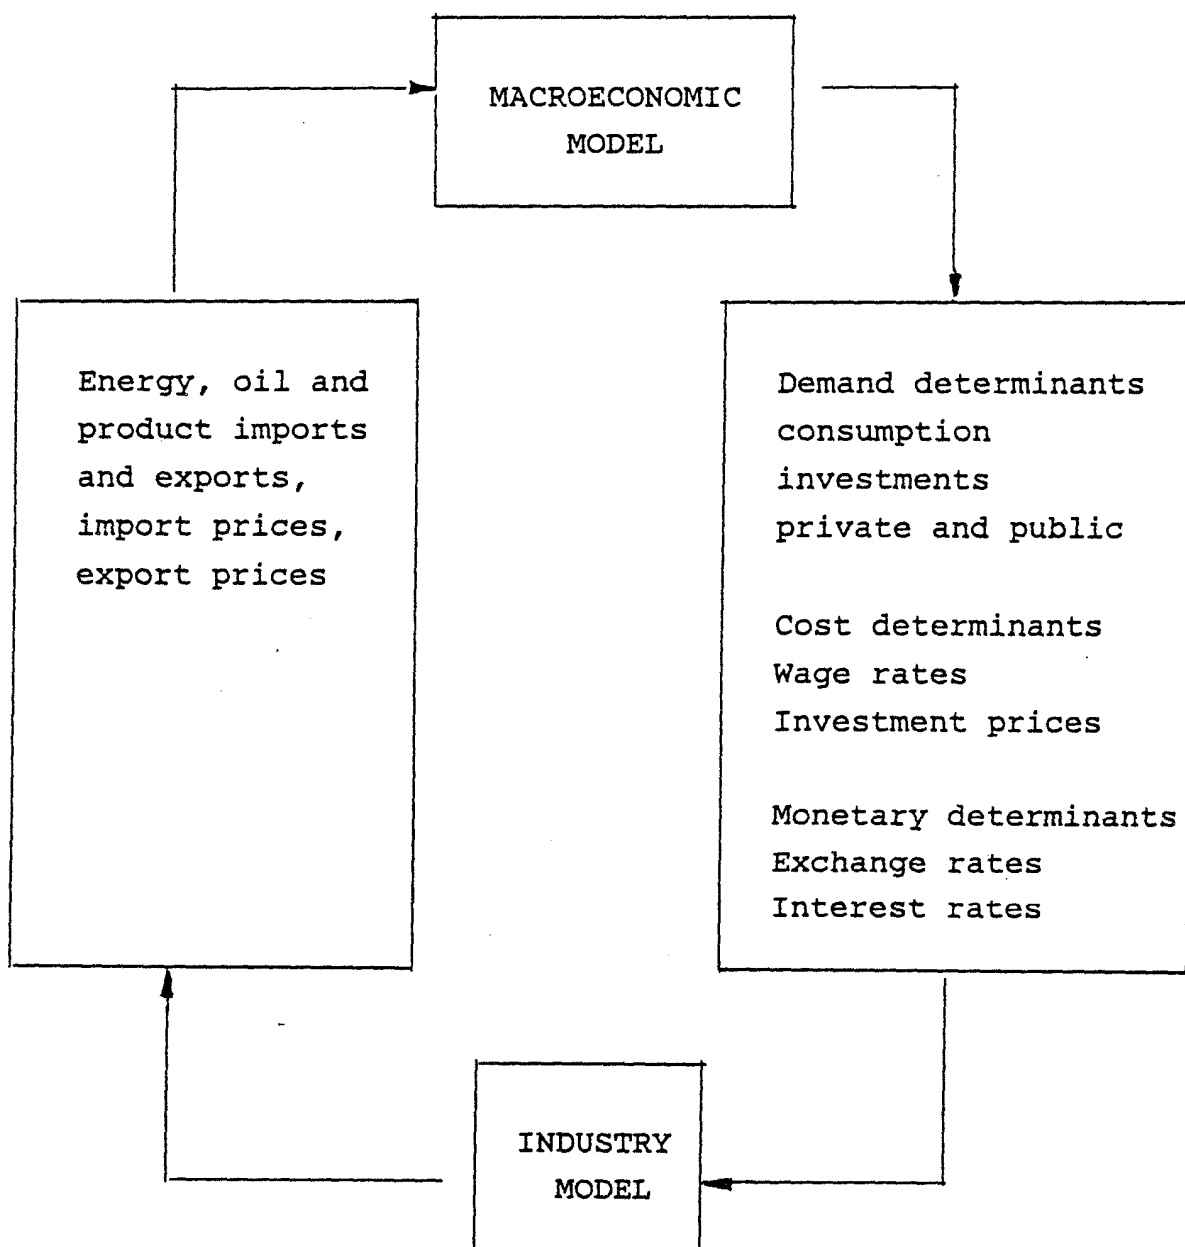 MACROECONOMIC
MODEL
Energy, oil and
product imports
and exports,
import prices,
export prices
Demand determinants
consumption
investments
private and public
Cost determinants
Wage rates
Investment prices
Monetary determinants
Exchange rates
Interest rates
INDUSTRY
MODEL